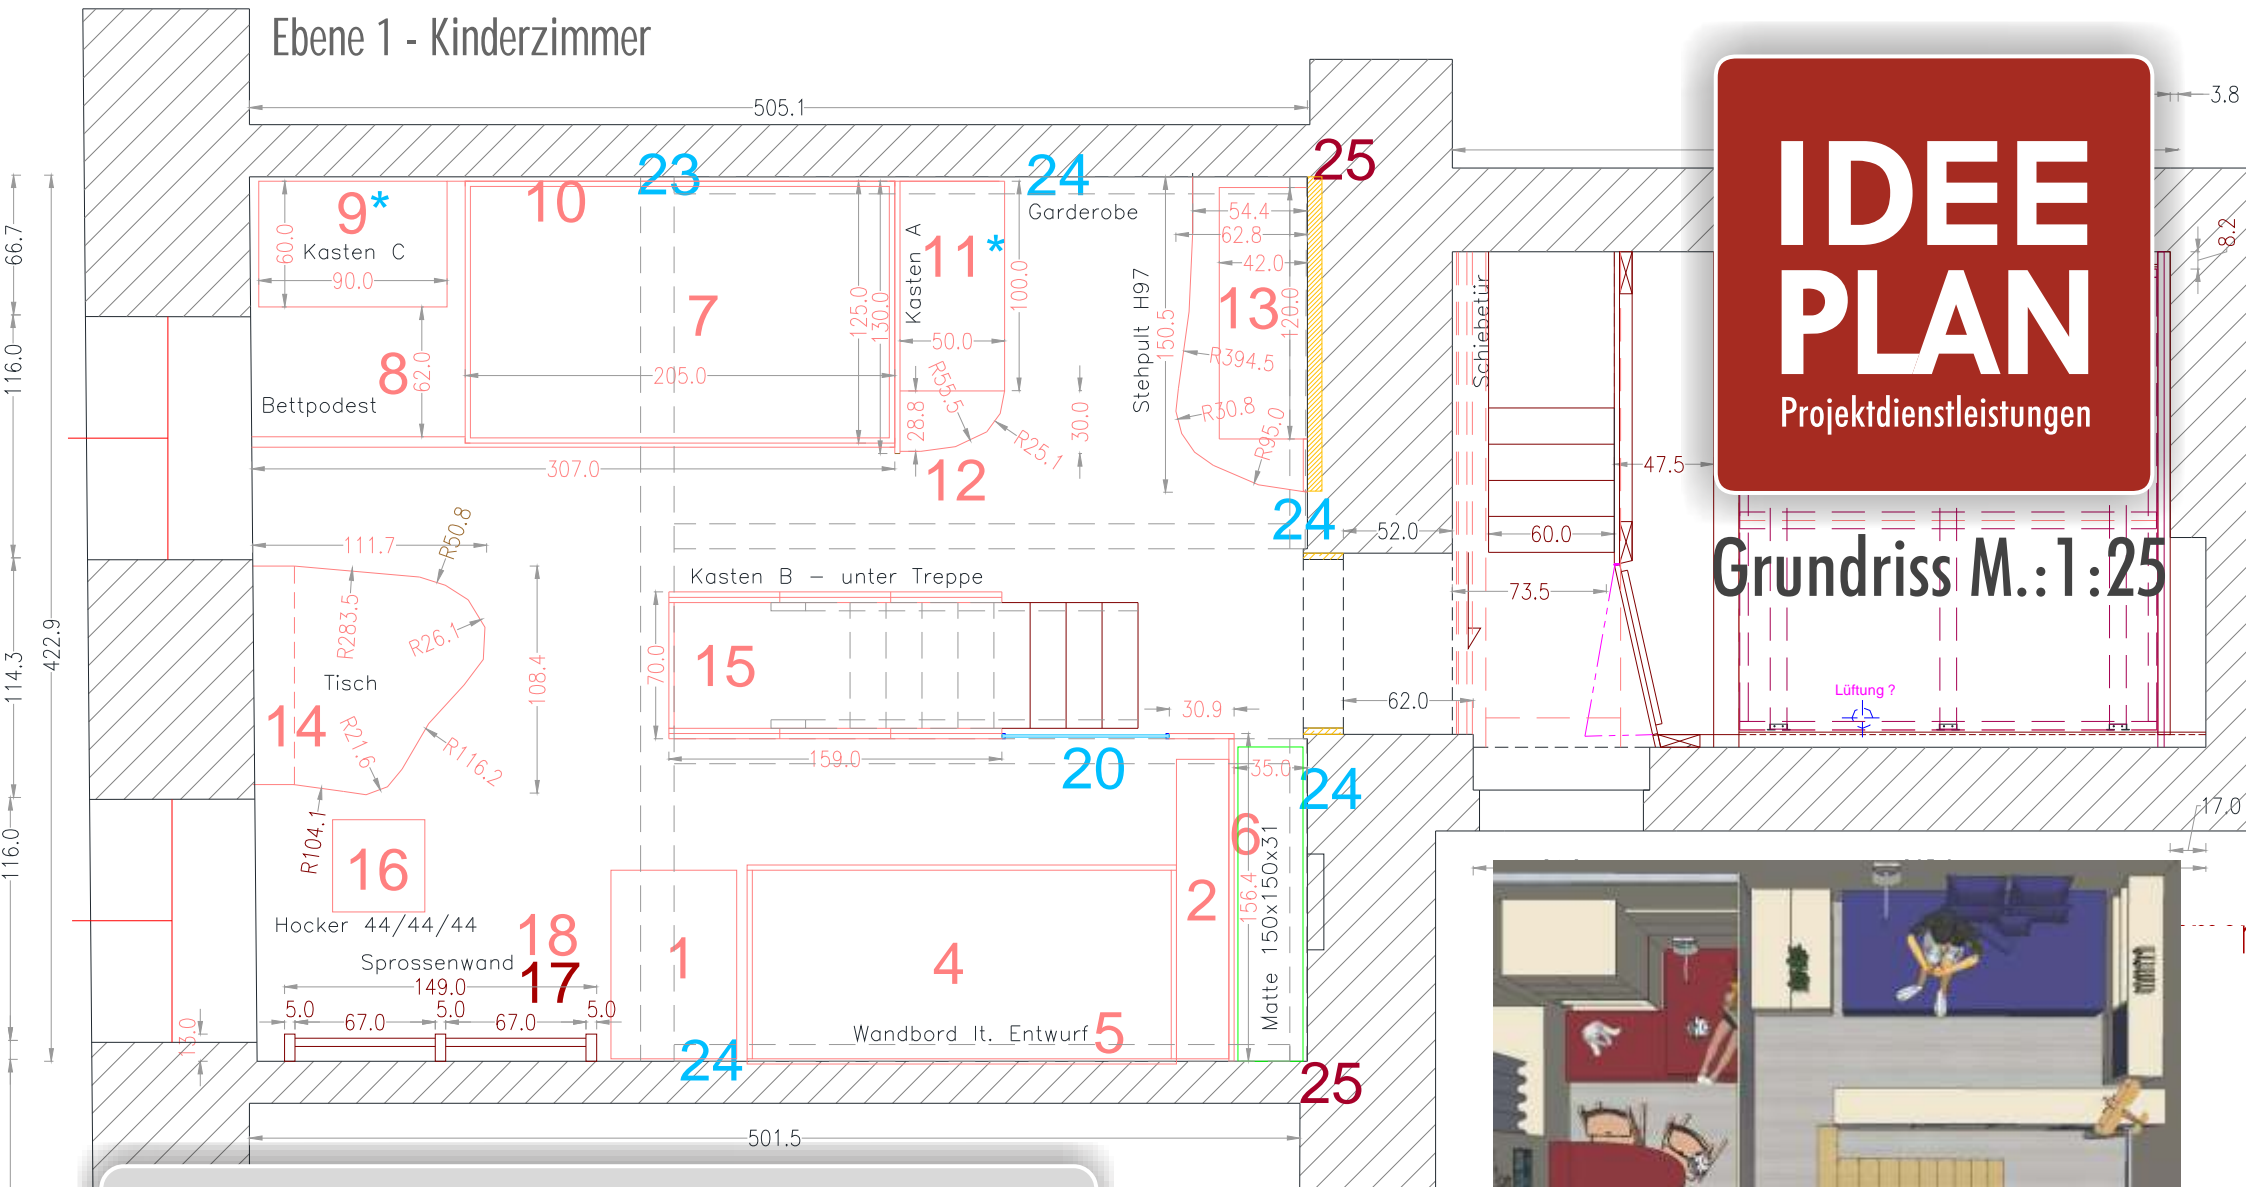 Ebene 1 - Kinderzimmer
505.1
3.8
IDEE
PLAN
Projektdienstleistungen
Grundriss M.:1:25
66.7
116.0
114.3
116.0
422.9
23
24
25
9*
Kasten C
60.0
90.0
10
7
205.0
125.0
130.0
8
62.0
Bettpodest
307.0
Kasten A
11*
100.0
50.0
R55.5
28.8
R25.1
30.0
12
Garderobe
Stehpult H97
150.5
54.4
62.8
42.0
13
120.0
R394.5
R30.8
R95.0
24
52.0
Schiebetür
60.0
47.5
73.5
8.2
62.0
Lüftung ?
17.0
111.7
R50.8
R283.5
R26.1
Tisch
14
R21.6
R116.2
108.4
R104.1
Kasten B – unter Treppe
70.0
15
159.0
30.9
20
35.0
24
6
156.4
Matte 150x150x31
2
16
Hocker 44/44/44
18
Sprossenwand
17
149.0
5.0
67.0
5.0
67.0
5.0
13.0
1
4
Wandbord lt. Entwurf
5
24
25
501.5